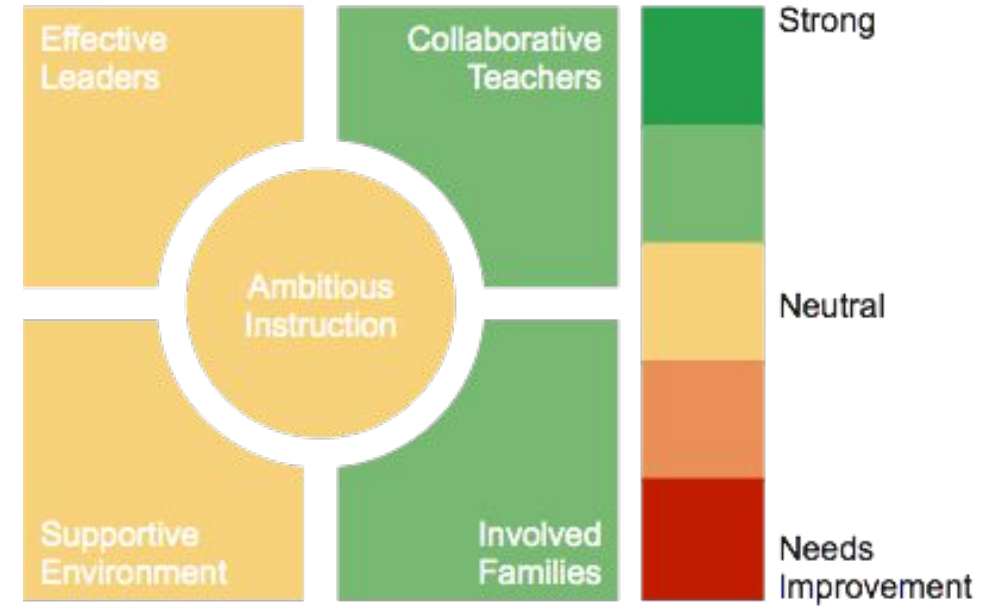 Effective
Leaders
Collaborative
Teachers
Ambitious
Instruction
Supportive
Environment
Involved
Families
Strong
Neutral
Needs
Improvement